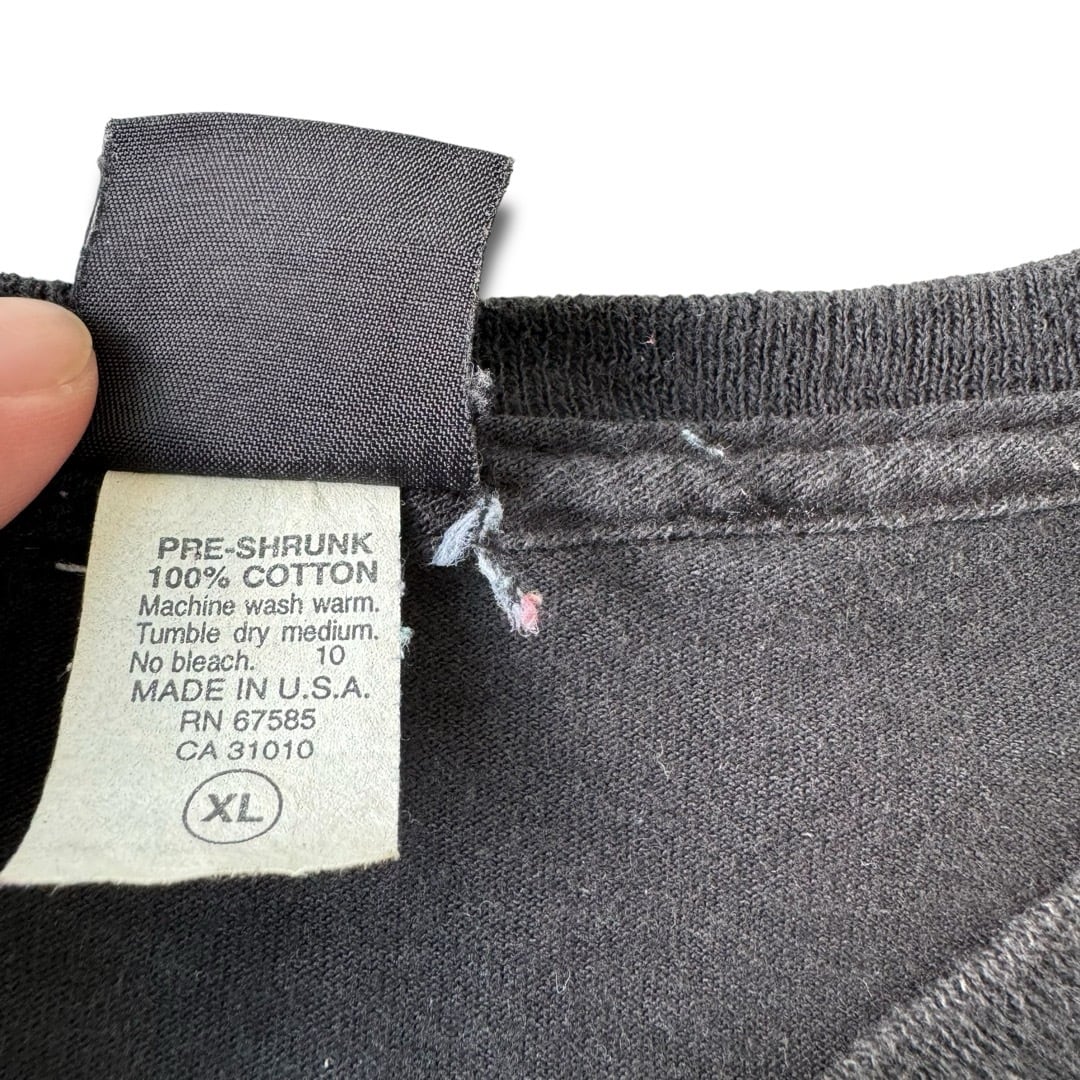 PRE-SHRUNK
100% COTTON
Machine wash warm.
Tumble dry medium.
No bleach. 10
MADE IN U.S.A.
RN 67585
CA 31010
XL